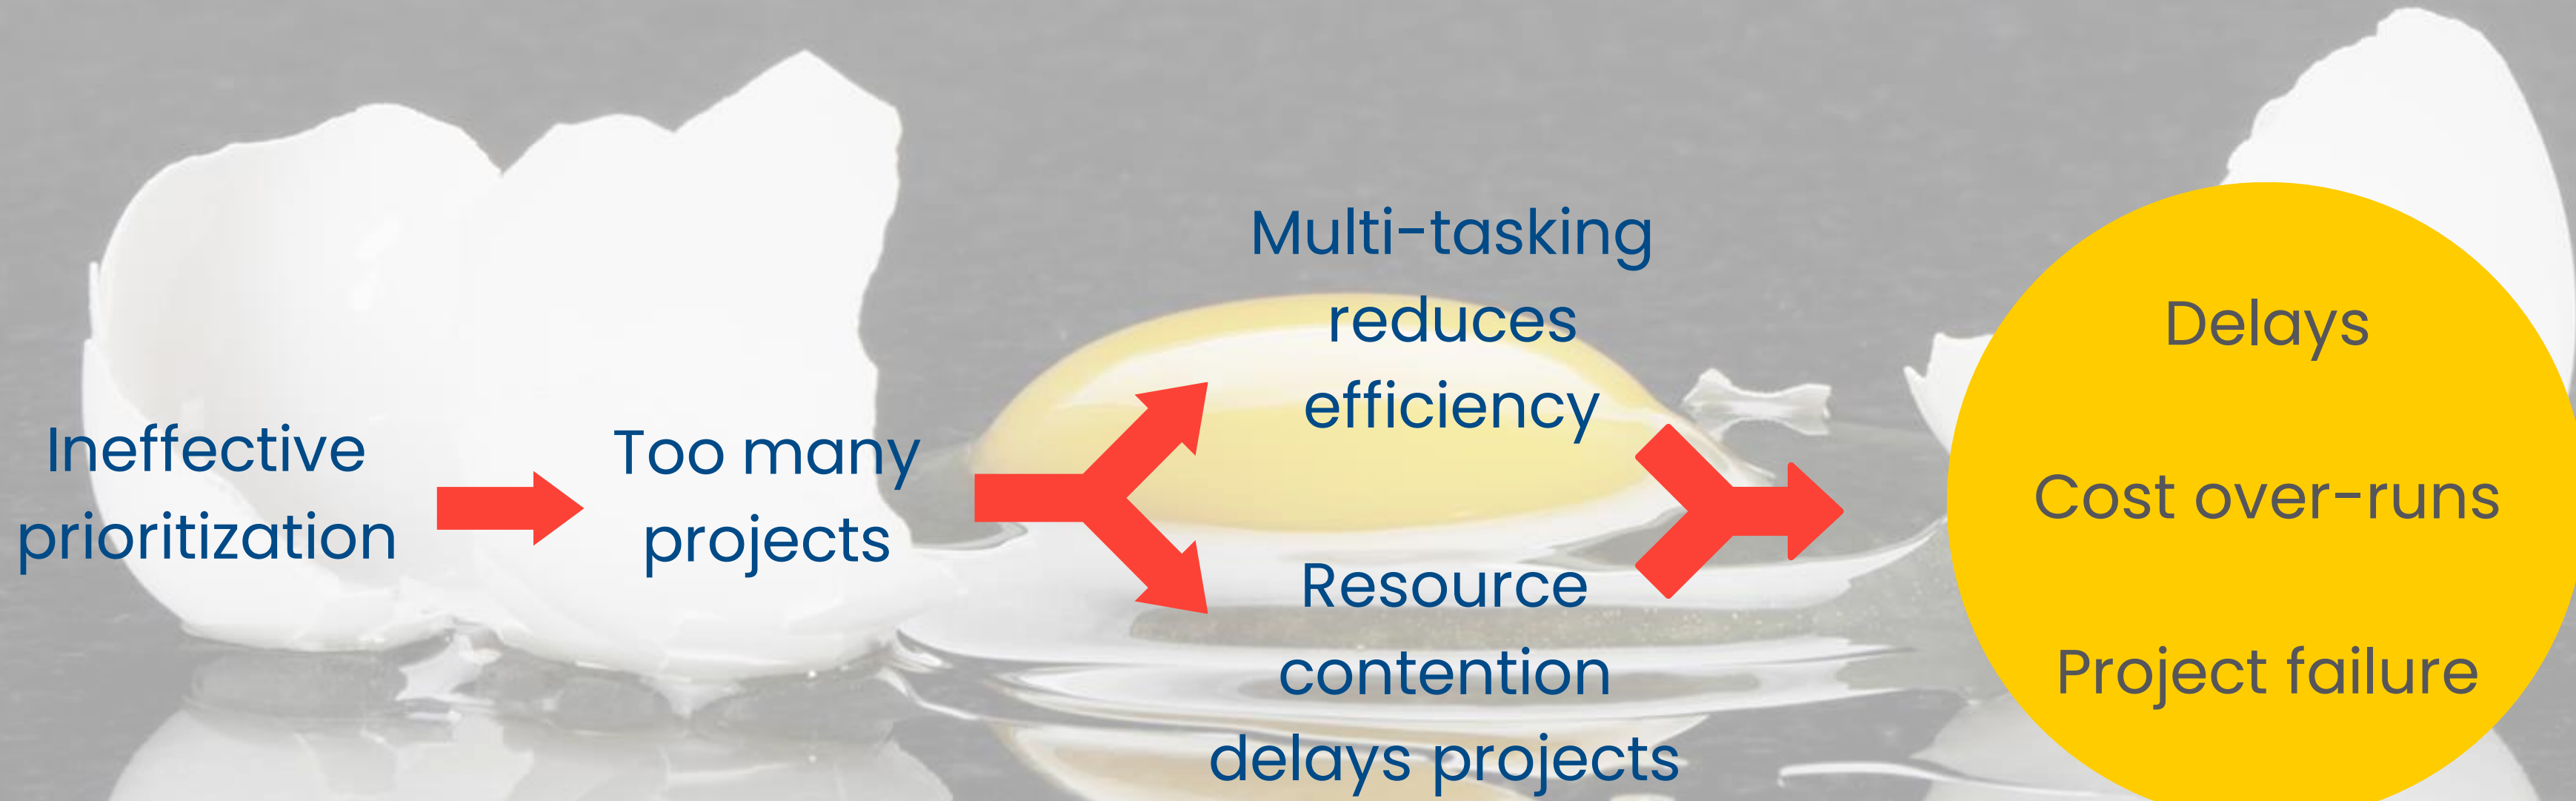 Ineffective
prioritization
Too many
projects
Multi-tasking
reduces
efficiency
Resource
contention
delays projects
Delays
Cost over-runs
Project failure